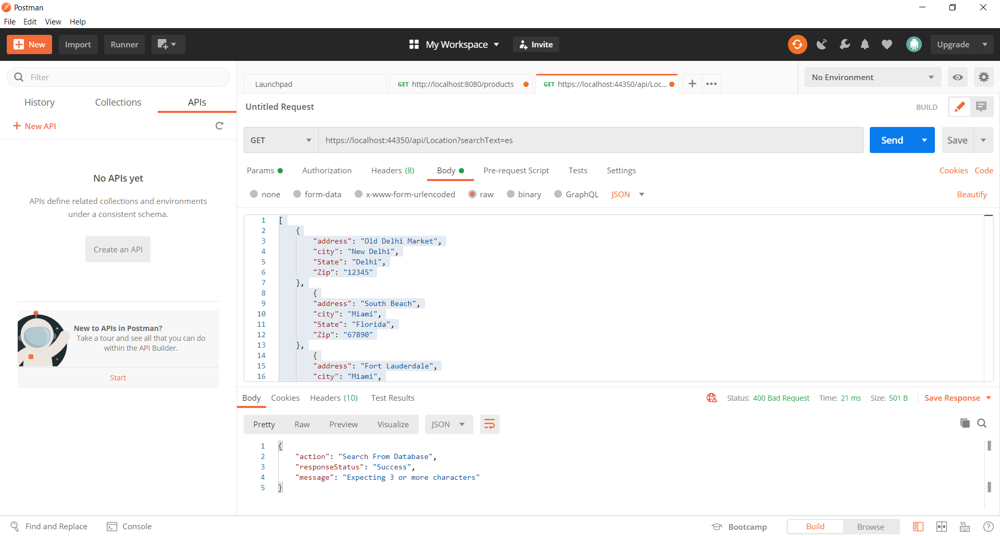 Postman
File Edit View Help
New Import Runner My Workspace Invite Upgrade
Filter
History Collections APIs
New API
No APIs yet
APIs define related collections and environments
under a consistent schema.
Create an API
New to APIs in Postman?
Take a tour and see all that you can do
within the API Builder.
Start
Launchpad GET http://localhost:8080/products GET https://localhost:44350/api/Loc... No Environment
Untitled Request BUILD
GET https://localhost:44350/api/Location?searchText=es Send Save
Params Authorization Headers (8) Body Pre-request Script Tests Settings Cookies Code
none form-data x-www-form-urlencoded raw binary GraphQL JSON Beautify
1 [
2 {
3 "address": "Old Delhi Market",
4 "city": "New Delhi",
5 "State": "Delhi",
6 "Zip": "12345"
7 },
8 {
9 "address": "South Beach",
10 "city": "Miami",
11 "State": "Florida",
12 "Zip": "67890"
13 },
14 {
15 "address": "Fort Lauderdale",
16 "city": "Miami",
Body Cookies Headers (10) Test Results Status: 400 Bad Request Time: 21 ms Size: 501 B Save Response
Pretty Raw Preview Visualize JSON
1 {
2 "action": "Search From Database",
3 "responseStatus": "Success",
4 "message": "Expecting 3 or more characters"
5 }
Find and Replace Console Bootcamp Build Browse